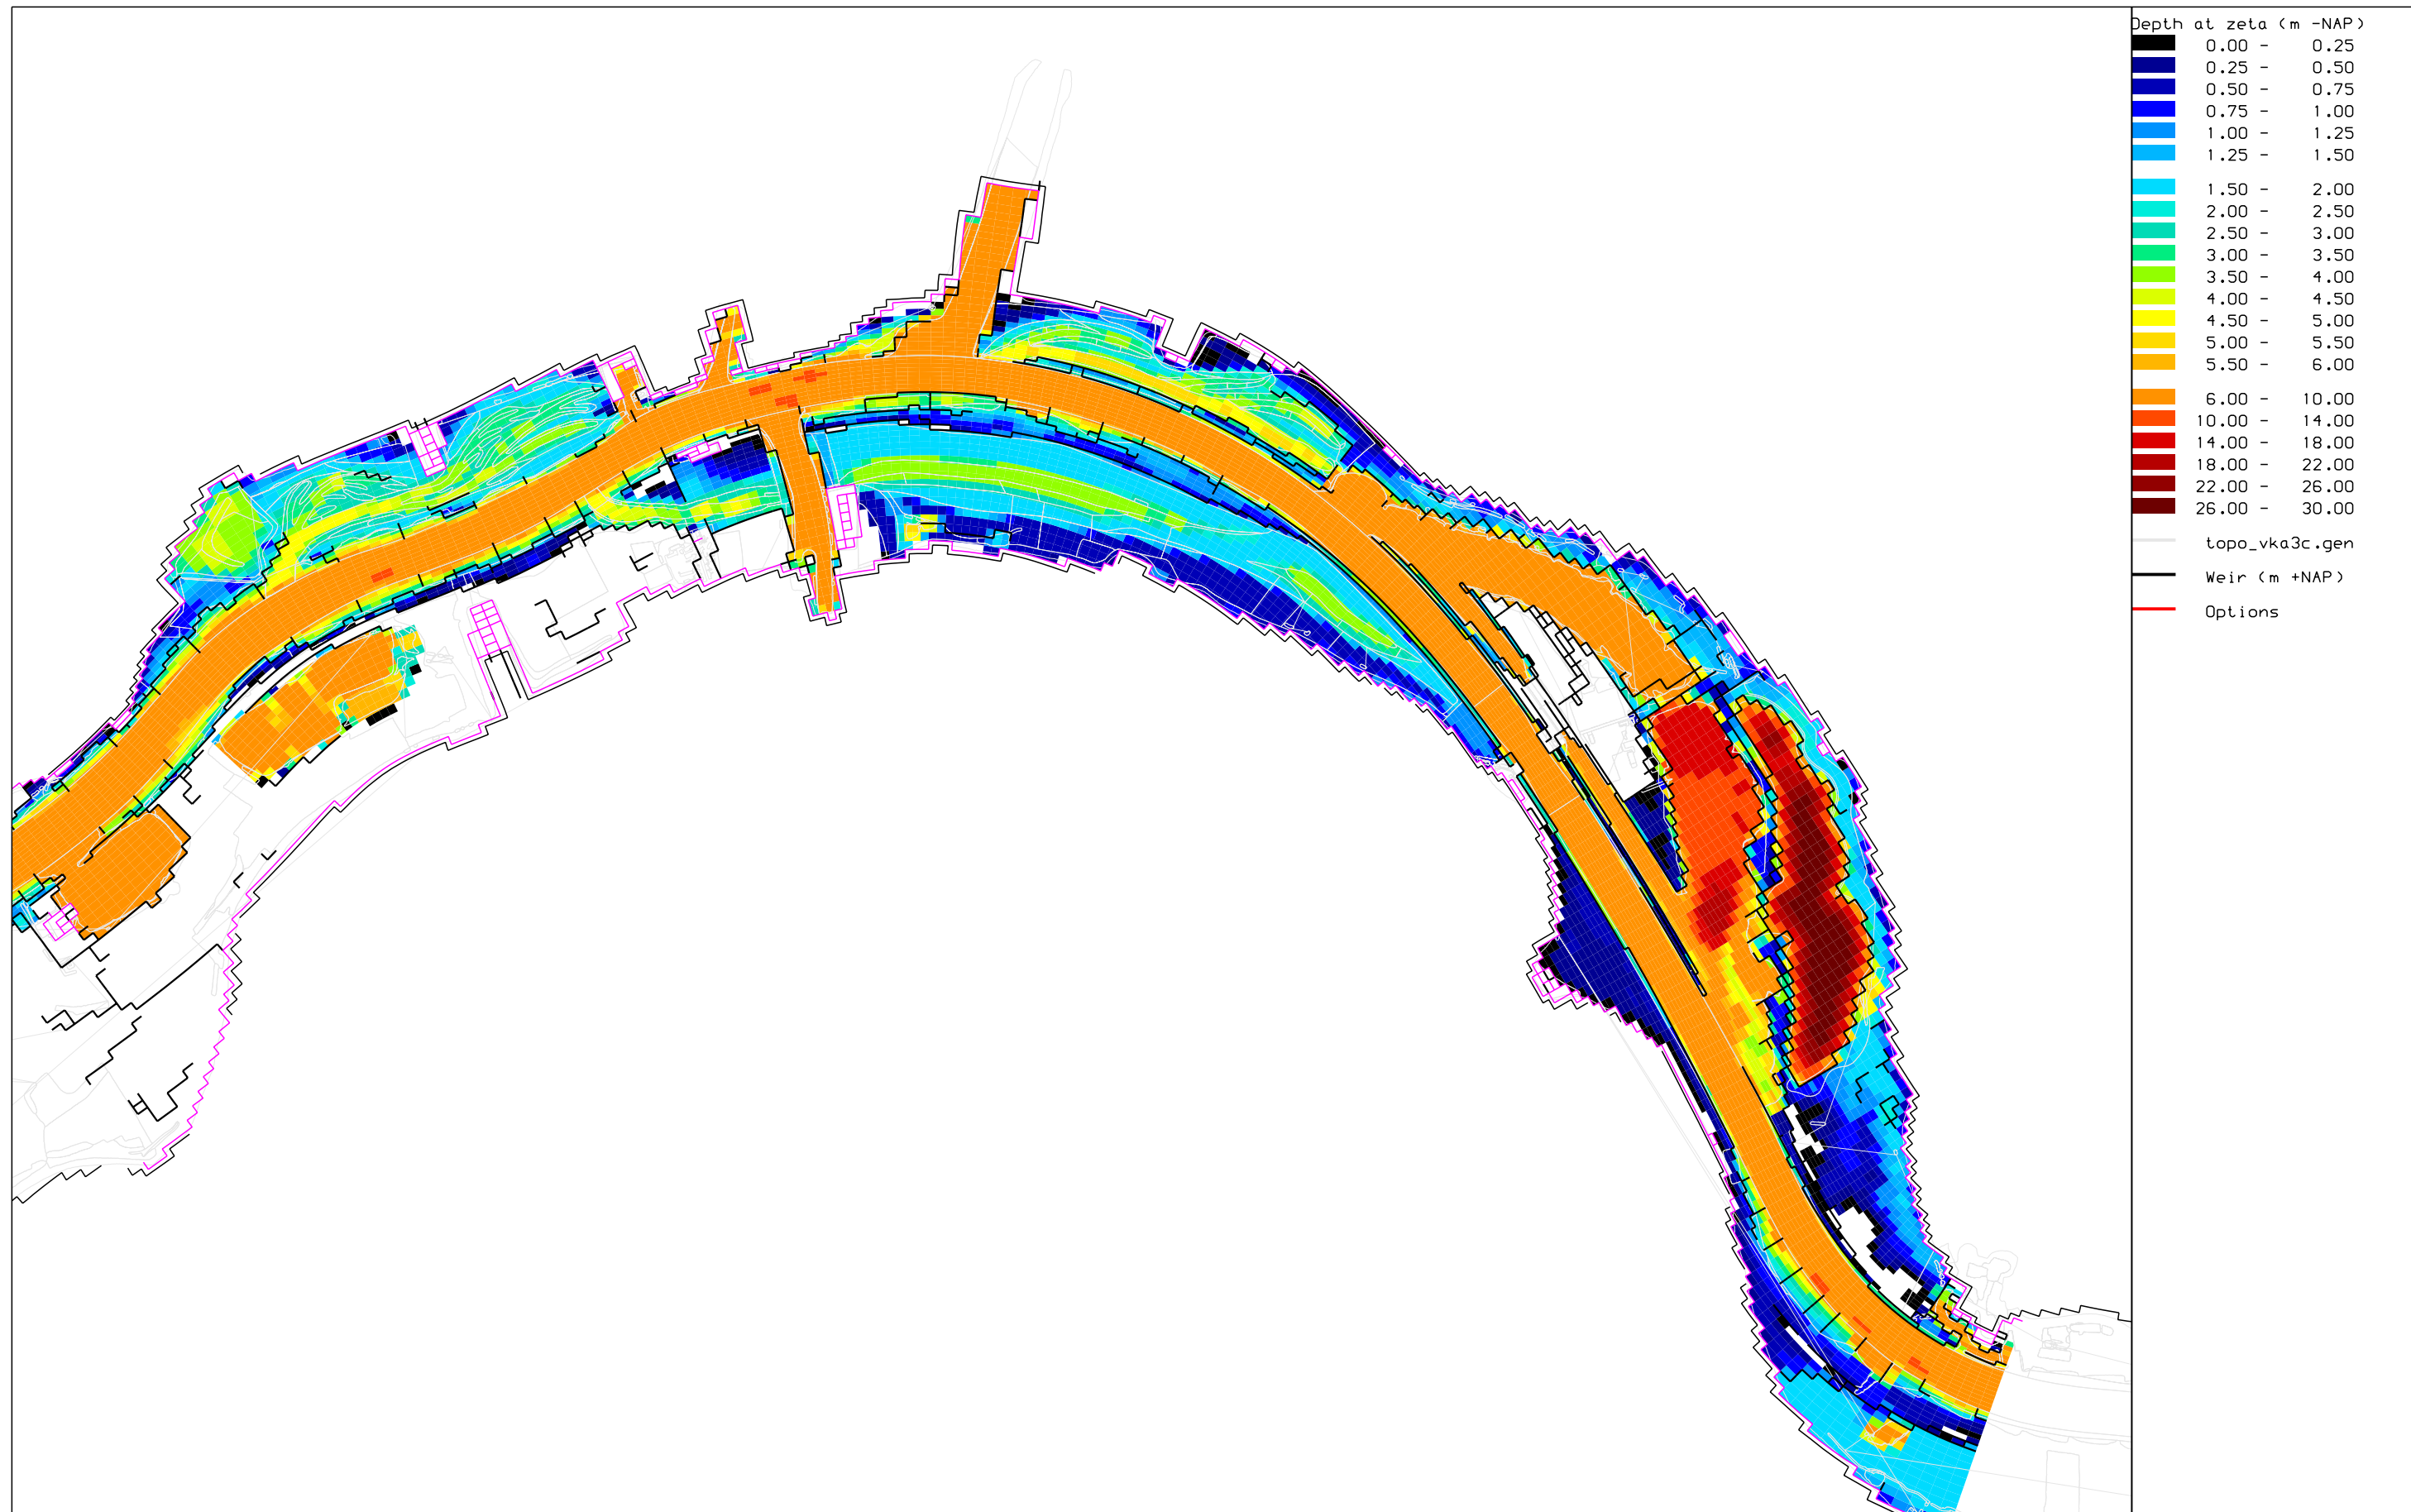 Depth at zeta (m -NAP)
0.00 - 0.25
0.25 - 0.50
0.50 - 0.75
0.75 - 1.00
1.00 - 1.25
1.25 - 1.50
1.50 - 2.00
2.00 - 2.50
2.50 - 3.00
3.00 - 3.50
3.50 - 4.00
4.00 - 4.50
4.50 - 5.00
5.00 - 5.50
5.50 - 6.00
6.00 - 10.00
10.00 - 14.00
14.00 - 18.00
18.00 - 22.00
22.00 - 26.00
26.00 - 30.00
topo_vka3c.gen
Weir (m +NAP)
Options